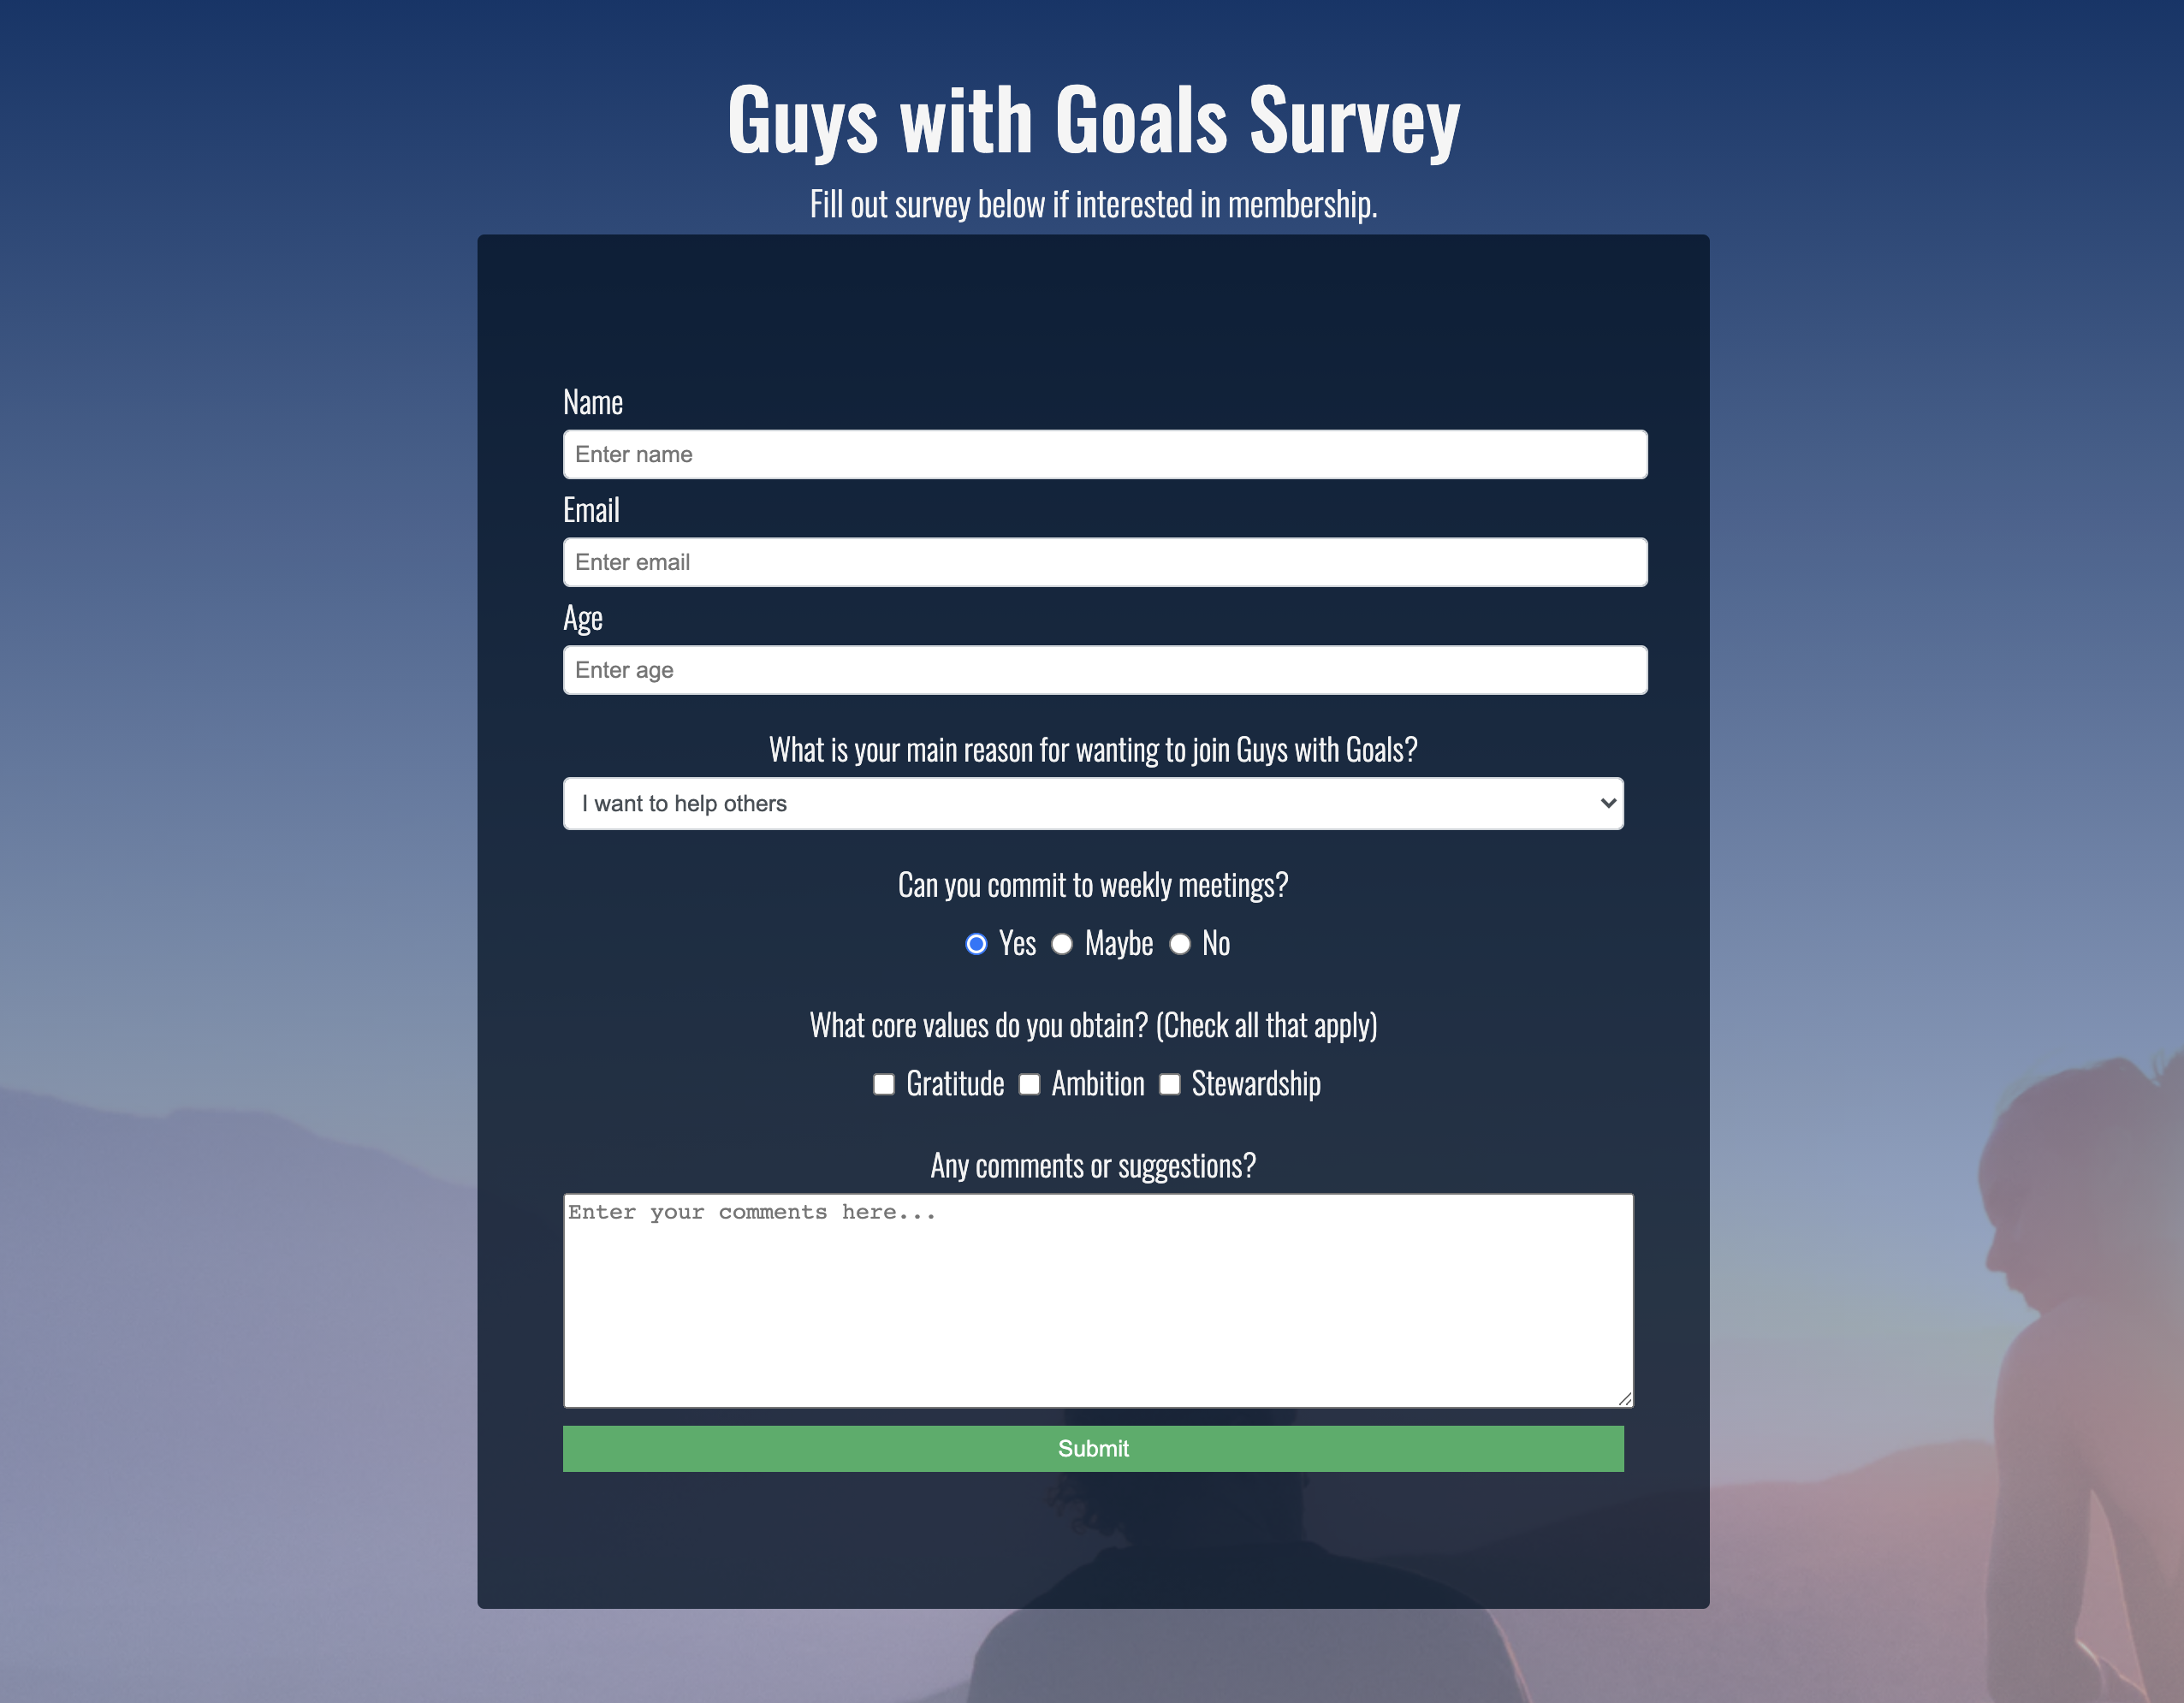 Guys with Goals Survey
Fill out survey below if interested in membership.
Name
Enter name
Email
Enter email
Age
Enter age
What is your main reason for wanting to join Guys with Goals?
I want to help others
Can you commit to weekly meetings?
Yes Maybe No
What core values do you obtain? (Check all that apply)
Gratitude Ambition Stewardship
Any comments or suggestions?
Enter your comments here...
Submit